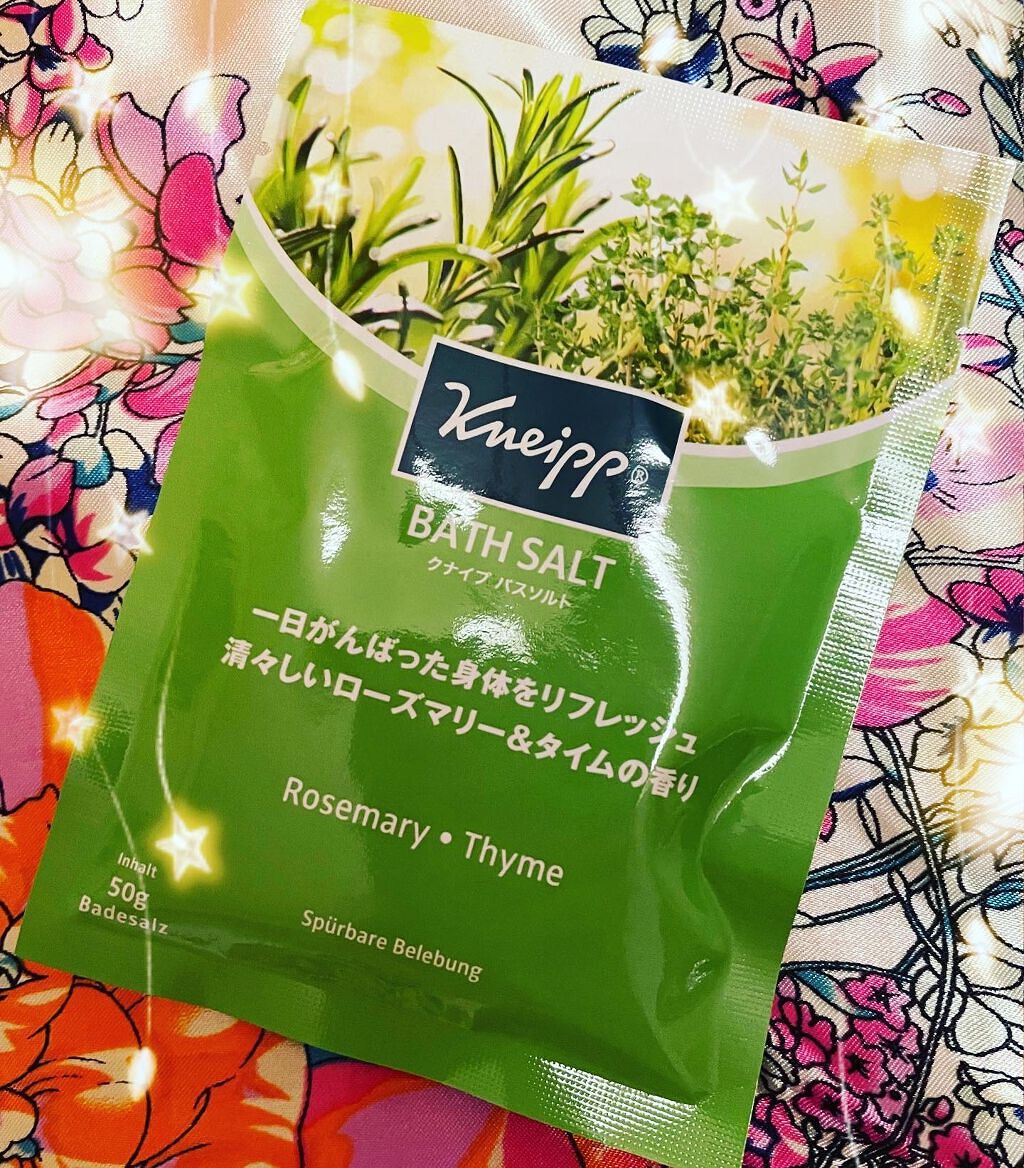 Kneipp®
BATH SALT
クナイプ バスソルト
一日がんばった身体をリフレッシュ
清々しいローズマリー&タイムの香り
Rosemary • Thyme
Inhalt
50g
Badesalz
Spürbare Belebung